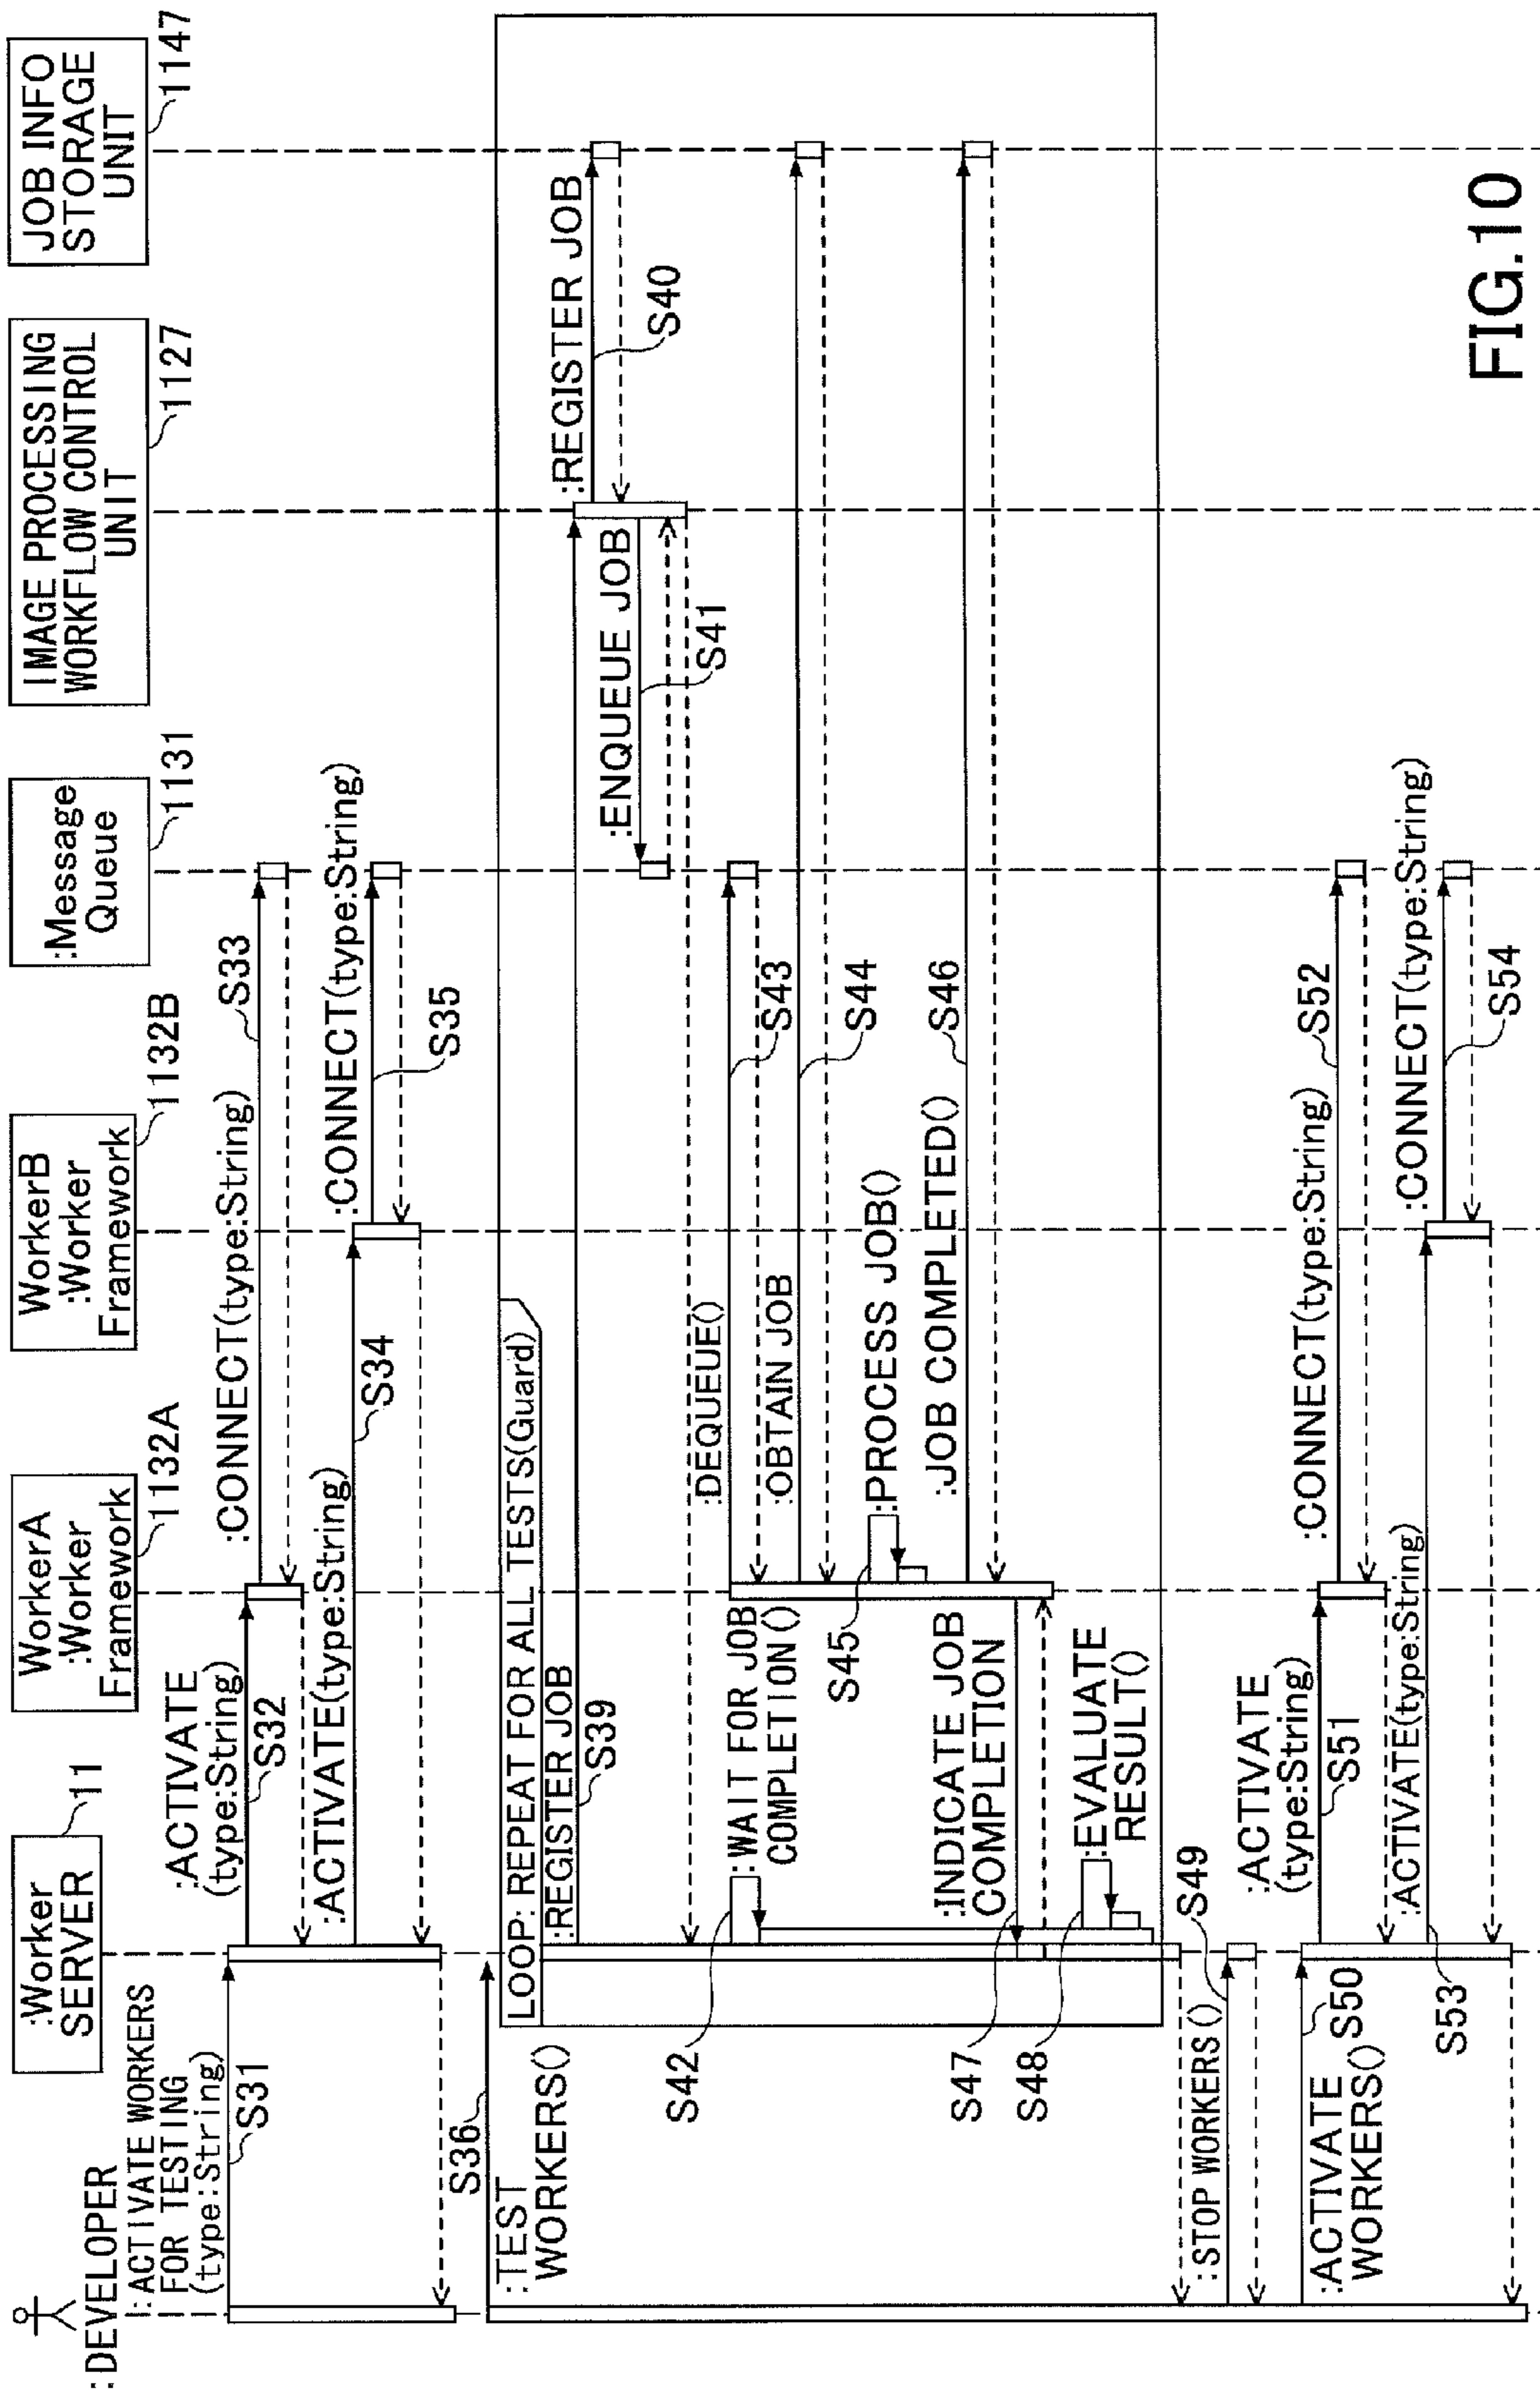 :DEVELOPER
:Worker
SERVER
11
WorkerA
:Worker
Framework
1132A
WorkerB
:Worker
Framework
1132B
:Message
Queue
1131
IMAGE PROCESSING
WORKFLOW CONTROL
UNIT
1127
JOB INFO
STORAGE
UNIT
1147
:ACTIVATE WORKERS
FOR TESTING
(type:String)
S31
:ACTIVATE
(type:String)
S32
:CONNECT(type:String)
S33
:ACTIVATE(type:String)
S34
:CONNECT(type:String)
S35
S36
:TEST
WORKERS()
LOOP: REPEAT FOR ALL TESTS(Guard)
:REGISTER JOB
S39
:REGISTER JOB
S40
:ENQUEUE JOB
S41
S42
:WAIT FOR JOB
COMPLETION()
:DEQUEUE()
S43
:OBTAIN JOB
S44
S45
:PROCESS JOB()
:JOB COMPLETED()
S46
S47
:INDICATE JOB
COMPLETION
S48
:EVALUATE
RESULT()
:STOP WORKERS()
S49
:ACTIVATE
WORKERS()
S50
:ACTIVATE
(type:String)
S51
:CONNECT(type:String)
S52
S53
:ACTIVATE(type:String)
:CONNECT(type:String)
S54
FIG.10